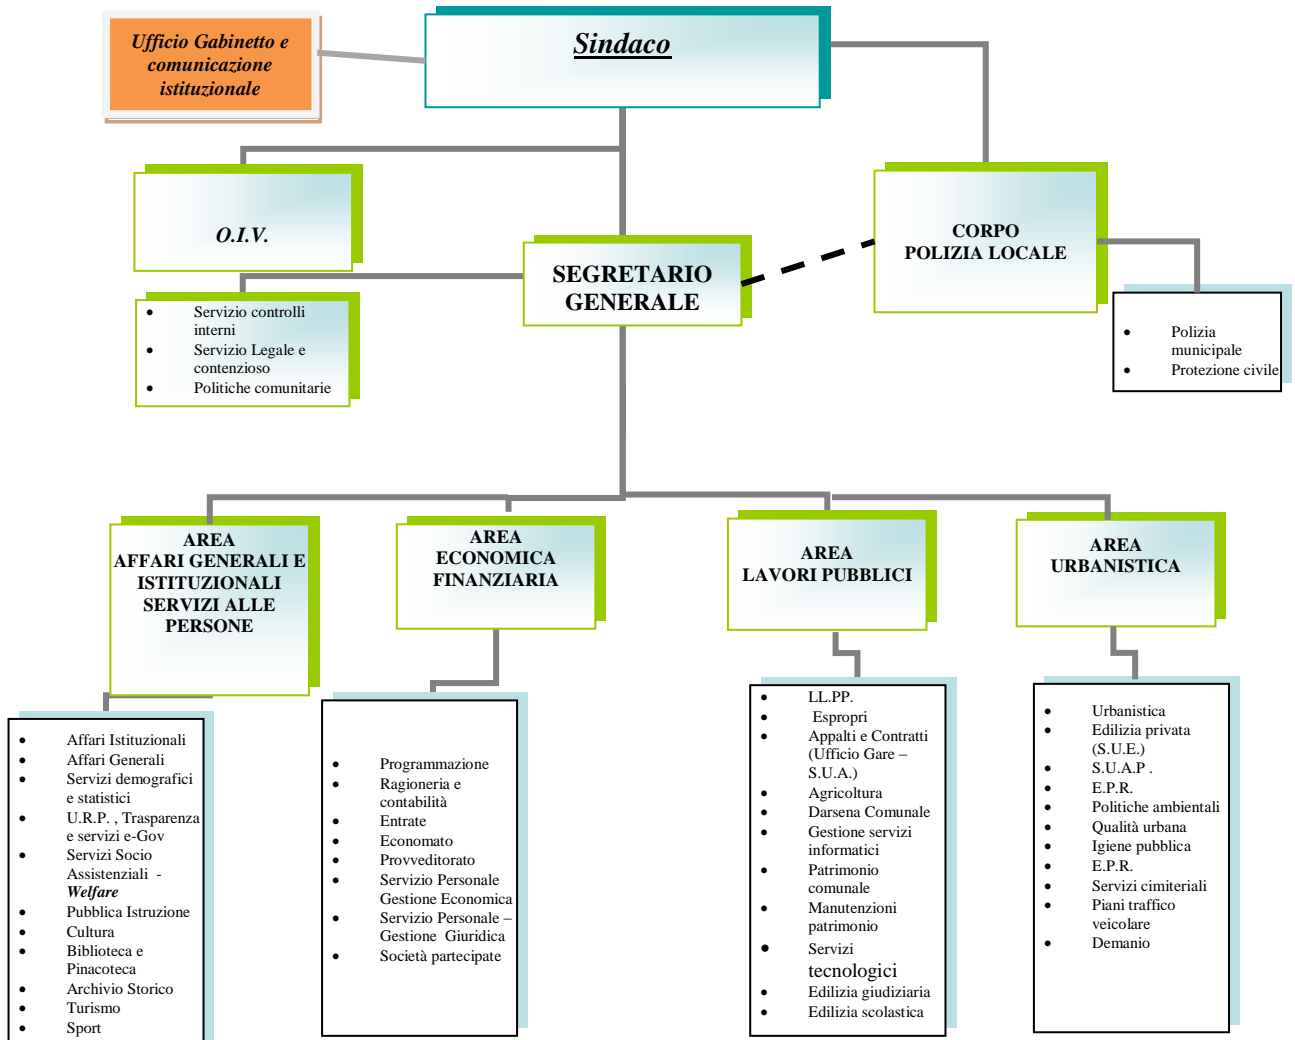 Ufficio Gabinetto e
comunicazione
istituzionale
Sindaco
O.I.V.
SEGRETARIO
GENERALE
CORPO
POLIZIA LOCALE
• Servizio controlli
interni
• Servizio Legale e
contenzioso
• Politiche comunitarie
• Polizia
municipale
• Protezione civile
AREA
AFFARI GENERALI E
ISTITUZIONALI
SERVIZI ALLE
PERSONE
AREA
ECONOMICA
FINANZIARIA
AREA
LAVORI PUBBLICI
AREA
URBANISTICA
• Affari Istituzionali
• Affari Generali
• Servizi demografici
e statistici
• U.R.P. , Trasparenza
e servizi e-Gov
• Servizi Socio
Assistenziali -
Welfare
• Pubblica Istruzione
• Cultura
• Biblioteca e
Pinacoteca
• Archivio Storico
• Turismo
• Sport
• Programmazione
• Ragioneria e
contabilità
• Entrate
• Economato
• Provveditorato
• Servizio Personale
Gestione Economica
• Servizio Personale –
Gestione Giuridica
• Società partecipate
• LL.PP.
• Espropri
• Appalti e Contratti
(Ufficio Gare –
S.U.A.)
• Agricoltura
• Darsena Comunale
• Gestione servizi
informatici
• Patrimonio
comunale
• Manutenzioni
patrimonio
• Servizi
tecnologici
• Edilizia giudiziaria
• Edilizia scolastica
• Urbanistica
• Edilizia privata
(S.U.E.)
• S.U.A.P .
• E.P.R.
• Politiche ambientali
• Qualità urbana
• Igiene pubblica
• E.P.R.
• Servizi cimiteriali
• Piani traffico
veicolare
• Demanio